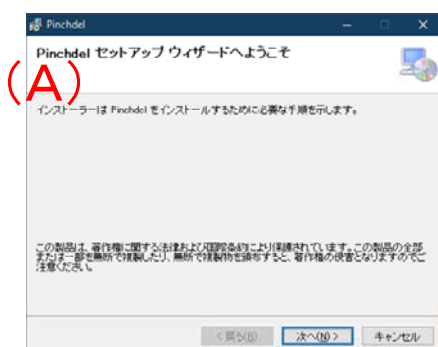 Pinchdel
Pinchdel セットアップ ウィザードへようこそ
(A)
インストーラーは Pinchdel をインストールするために必要な手順を示します。
この製品は、著作権に関する法律および国際条約により保護されています。この製品の全部
または一部を無断で複製したり、無断で複製物を頒布すると、著作権の侵害となりますのでご
注意ください。
< 戻る(B)
次へ(N) >
キャンセル